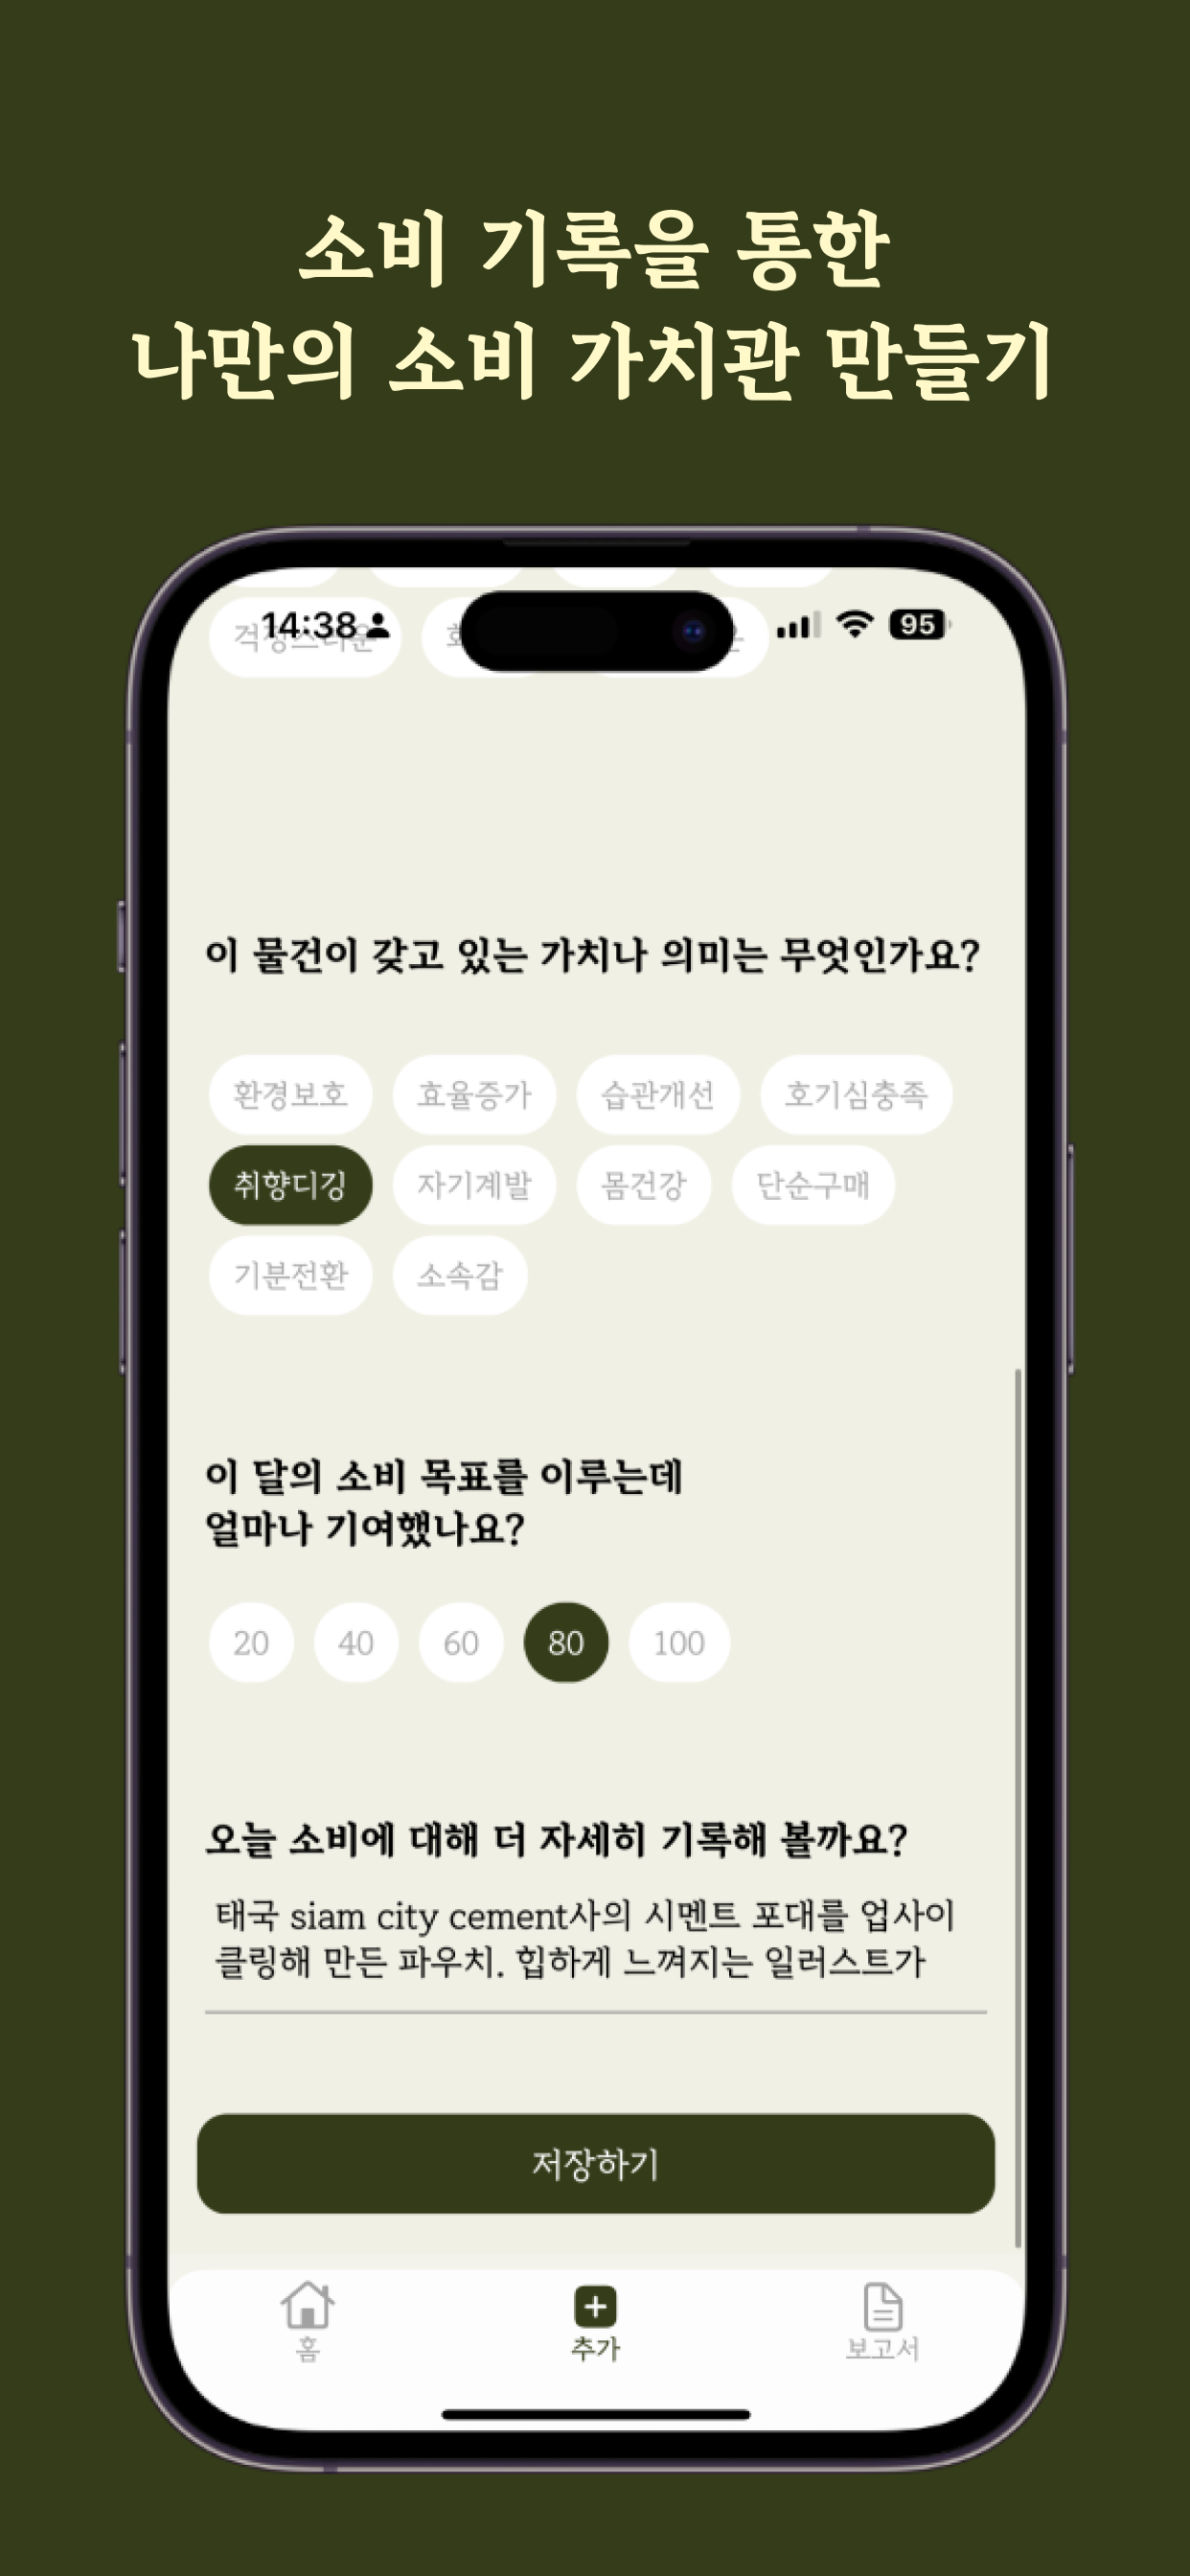 소비 기록을 통한
나만의 소비 가치관 만들기
14:38
95
이 물건이 갖고 있는 가치나 의미는 무엇인가요?
환경보호 효율증가 습관개선 호기심충족
취향디깅 자기계발 몸건강 단순구매
기분전환 소속감
이 달의 소비 목표를 이루는데
얼마나 기여했나요?
20 40 60 80 100
오늘 소비에 대해 더 자세히 기록해 볼까요?
태국 siam city cement사의 시멘트 포대를 업사이
클링해 만든 파우치. 힙하게 느껴지는 일러스트가
저장하기
홈 추가 보고서